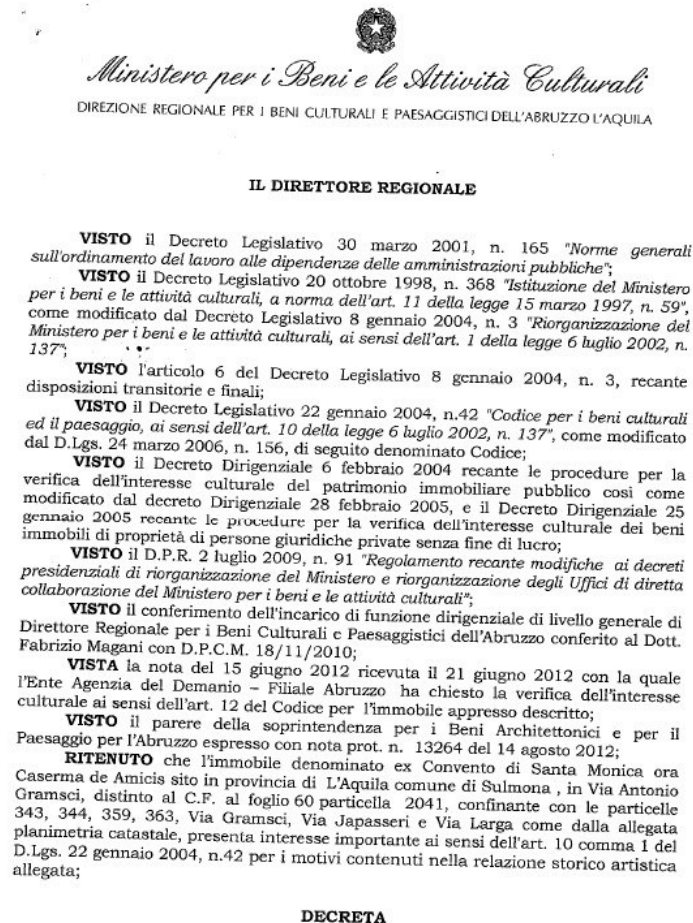 Ministero per i Beni e le Attività Culturali
DIREZIONE REGIONALE PER I BENI CULTURALI E PAESAGGISTICI DELL'ABRUZZO L'AQUILA
IL DIRETTORE REGIONALE
VISTO il Decreto Legislativo 30 marzo 2001, n. 165 "Norme generali
sull'ordinamento del lavoro alle dipendenze delle amministrazioni pubbliche";
VISTO il Decreto Legislativo 20 ottobre 1998, n. 368 "Istituzione del Ministero
per i beni e le attività culturali, a norma dell'art. 11 della legge 15 marzo 1997, n. 59",
come modificato dal Decreto Legislativo 8 gennaio 2004, n. 3 "Riorganizzazione del
Ministero per i beni e le attività culturali, ai sensi dell'art. 1 della legge 6 luglio 2002, n.
137";
VISTO l'articolo 6 del Decreto Legislativo 8 gennaio 2004, n. 3, recante
disposizioni transitorie e finali;
VISTO il Decreto Legislativo 22 gennaio 2004, n.42 "Codice per i beni culturali
ed il paesaggio, ai sensi dell'art. 10 della legge 6 luglio 2002, n. 137", come modificato
dal D.Lgs. 24 marzo 2006, n. 156, di seguito denominato Codice;
VISTO il Decreto Dirigenziale 6 febbraio 2004 recante le procedure per la
verifica dell'interesse culturale del patrimonio immobiliare pubblico così come
modificato dal decreto Dirigenziale 28 febbraio 2005, e il Decreto Dirigenziale 25
gennaio 2005 recante le procedure per la verifica dell'interesse culturale dei beni
immobili di proprietà di persone giuridiche private senza fine di lucro;
VISTO il D.P.R. 2 luglio 2009, n. 91 "Regolamento recante modifiche ai decreti
presidenziali di riorganizzazione del Ministero e riorganizzazione degli Uffici di diretta
collaborazione del Ministero per i beni e le attività culturali";
VISTO il conferimento dell'incarico di funzione dirigenziale di livello generale di
Direttore Regionale per i Beni Culturali e Paesaggistici dell'Abruzzo conferito al Dott.
Fabrizio Magani con D.P.C.M. 18/11/2010;
VISTA la nota del 15 giugno 2012 ricevuta il 21 giugno 2012 con la quale
l'Ente Agenzia del Demanio – Filiale Abruzzo ha chiesto la verifica dell'interesse
culturale ai sensi dell'art. 12 del Codice per l'immobile appresso descritto;
VISTO il parere della soprintendenza per i Beni Architettonici e per il
Paesaggio per l'Abruzzo espresso con nota prot. n. 13264 del 14 agosto 2012;
RITENUTO che l'immobile denominato ex Convento di Santa Monica ora
Caserma de Amicis sito in provincia di L'Aquila comune di Sulmona , in Via Antonio
Gramsci, distinto al C.F. al foglio 60 particella 2041, confinante con le particelle
343, 344, 359, 363, Via Gramsci, Via Japasseri e Via Larga come dalla allegata
planimetria catastale, presenta interesse importante ai sensi dell'art. 10 comma 1 del
D.Lgs. 22 gennaio 2004, n.42 per i motivi contenuti nella relazione storico artistica
allegata;
DECRETA